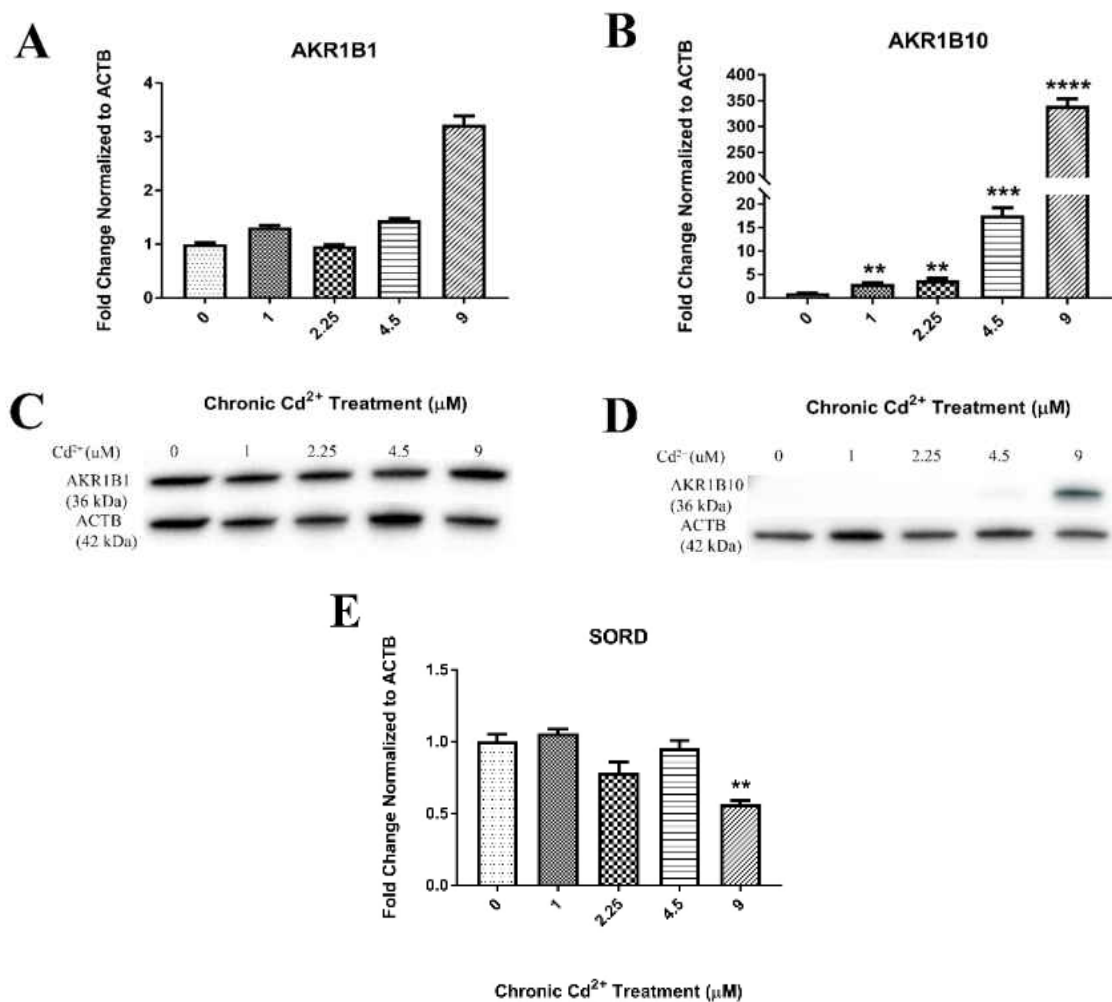 A
AKR1B1
Fold Change Normalized to ACTB
4
3
2
1
0
0
1
2.25
4.5
9
Chronic Cd²⁺ Treatment (μM)
B
AKR1B10
Fold Change Normalized to ACTB
400
350
300
250
200
20
15
10
5
0
**
**
***
****
0
1
2.25
4.5
9
Chronic Cd²⁺ Treatment (μM)
C
Cd²⁺(uM) 0 1 2.25 4.5 9
AKR1B1
(36 kDa)
ACTB
(42 kDa)
D
Cd²⁺(uM) 0 1 2.25 4.5 9
AKR1B10
(36 kDa)
ACTB
(42 kDa)
E
SORD
Fold Change Normalized to ACTB
1.5
1.0
0.5
0.0
**
0
1
2.25
4.5
9
Chronic Cd²⁺ Treatment (μM)